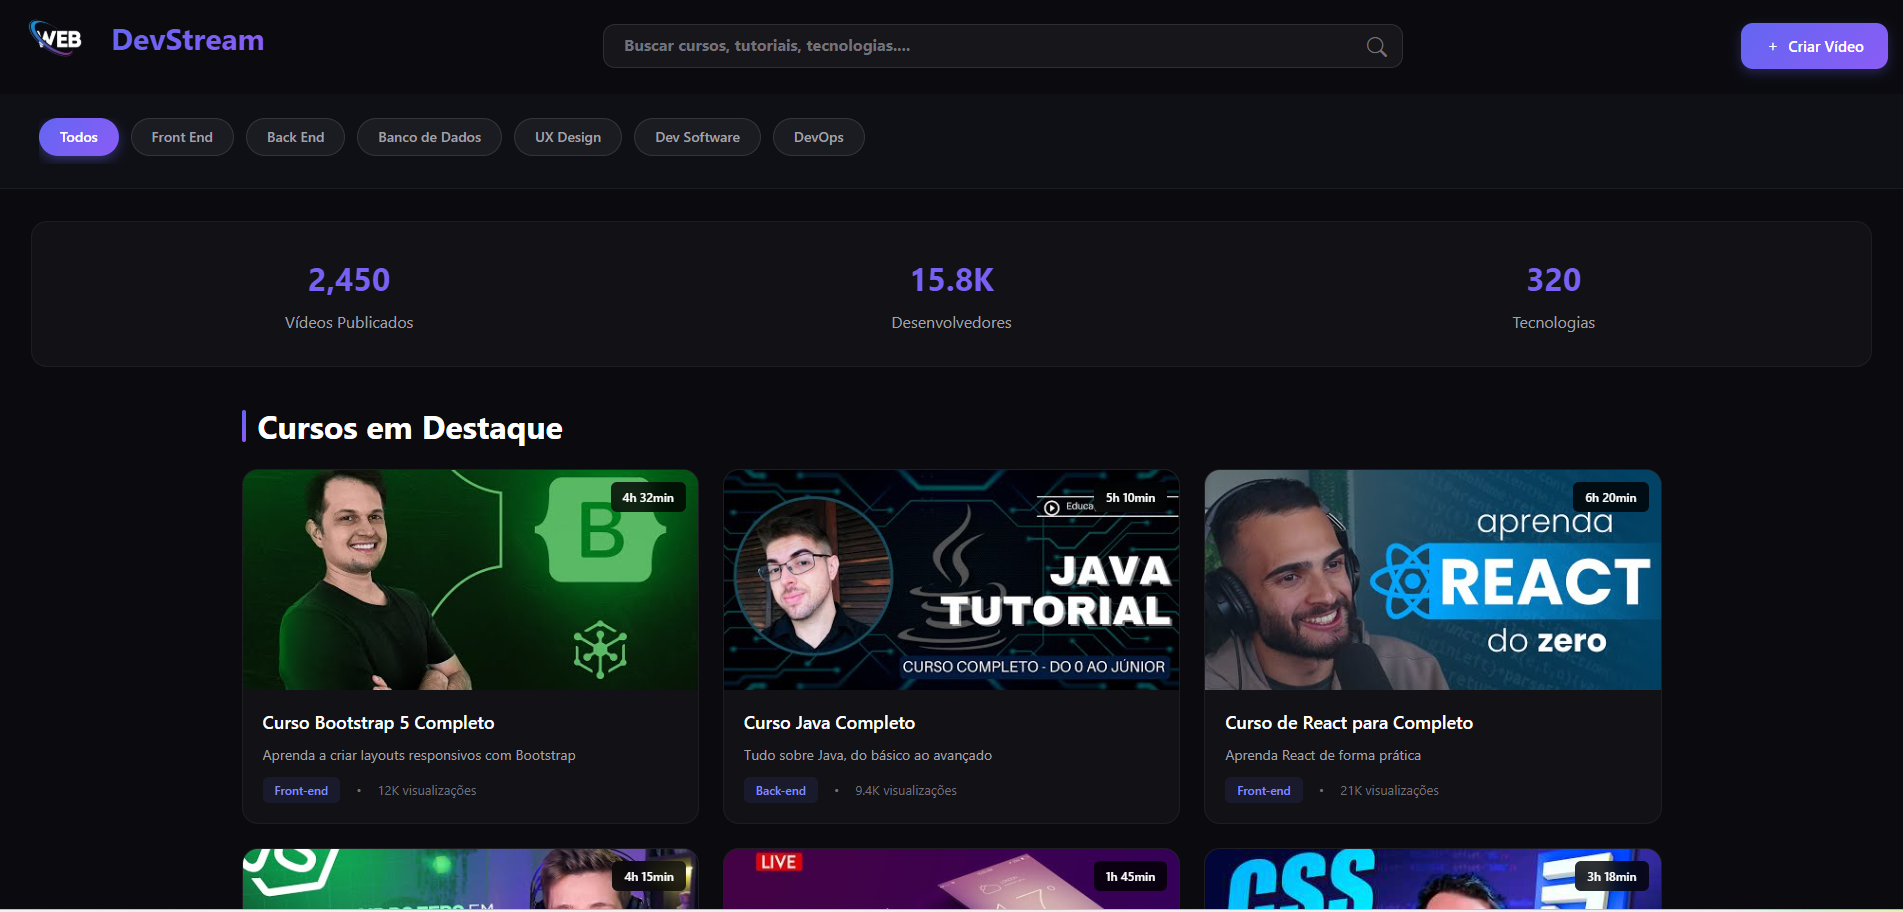 WEB
DevStream
Buscar cursos, tutoriais, tecnologias....
+ Criar Vídeo
Todos
Front End
Back End
Banco de Dados
UX Design
Dev Software
DevOps
2,450
15.8K
320
Vídeos Publicados
Desenvolvedores
Tecnologias
Cursos em Destaque
4h 32min
B
5h 10min
Educa
JAVA
TUTORIAL
CURSO COMPLETO - DO 0 AO JÚNIOR
6h 20min
aprenda
REACT
do zero
Curso Bootstrap 5 Completo
Aprenda a criar layouts responsivos com Bootstrap
Front-end • 12K visualizações
Curso Java Completo
Tudo sobre Java, do básico ao avançado
Back-end • 9.4K visualizações
Curso de React para Completo
Aprenda React de forma prática
Front-end • 21K visualizações
JS
4h 15min
LIVE
1h 45min
CSS
3h 18min